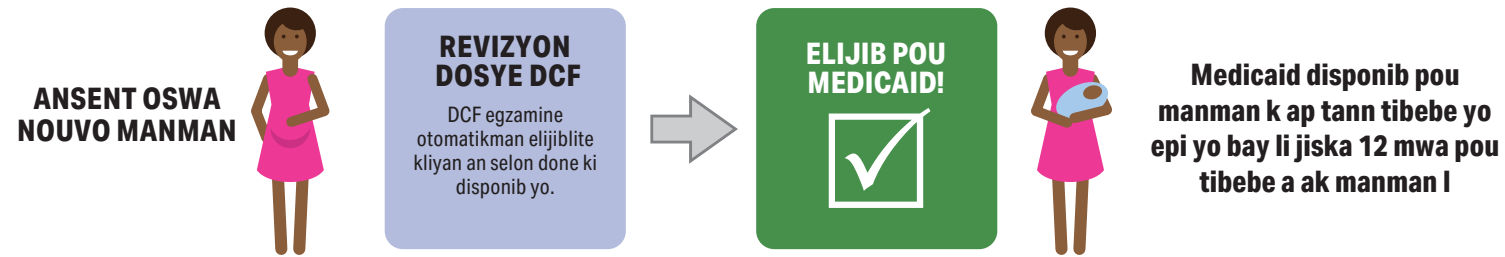 ANSENT OSWA
NOUVO MANMAN
REVIZYON
DOSYE DCF
DCF egzamine
otomatikman elijiblite
kliyan an selon done ki
disponib yo.
ELIJIB POU
MEDICAID!
Medicaid disponib pou
manman k ap tann tibebe yo
epi yo bay li jiska 12 mwa pou
tibebe a ak manman l